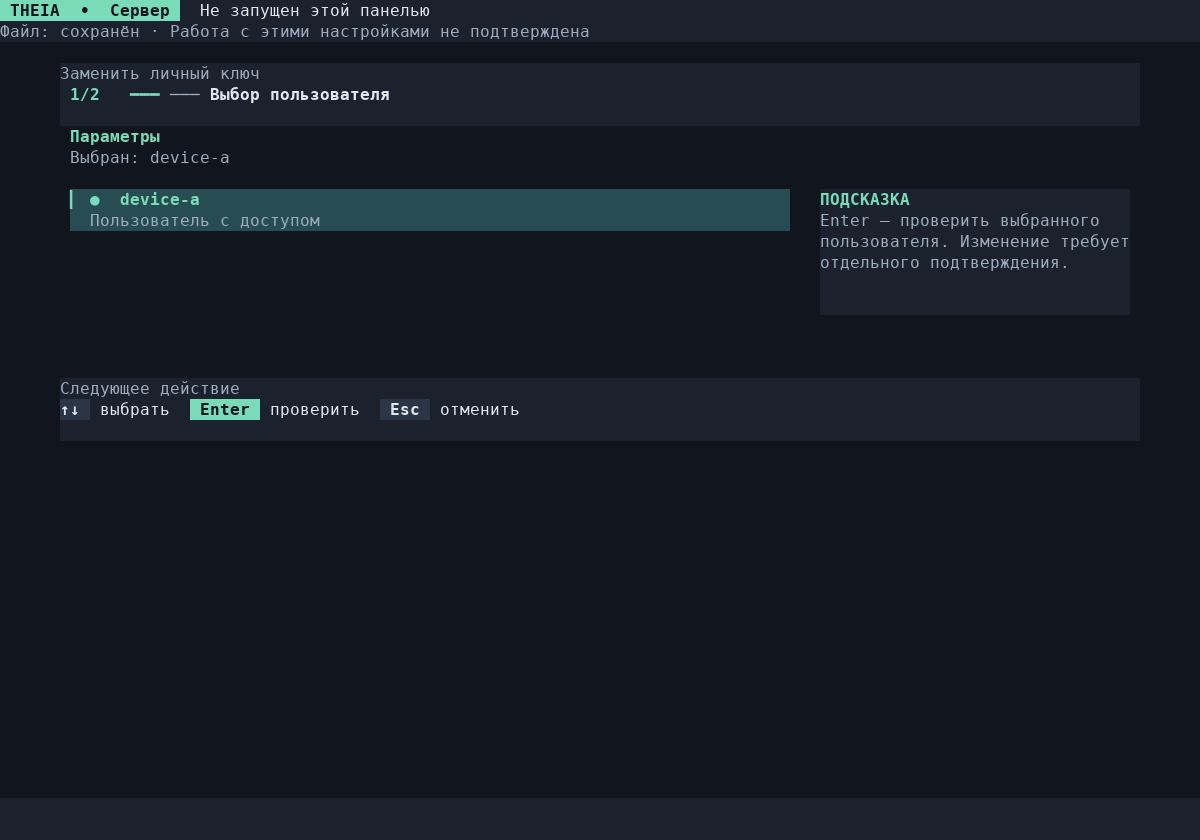 THEIA • Сервер Не запущен этой панелью
Файл: сохранён · Работа с этими настройками не подтверждена
Заменить личный ключ
1/2 ━━━ ─── Выбор пользователя
Параметры
Выбран: device-a
● device-a
Пользователь с доступом
ПОДСКАЗКА
Enter — проверить выбранного
пользователя. Изменение требует
отдельного подтверждения.
Следующее действие
↑↓ выбрать Enter проверить Esc отменить